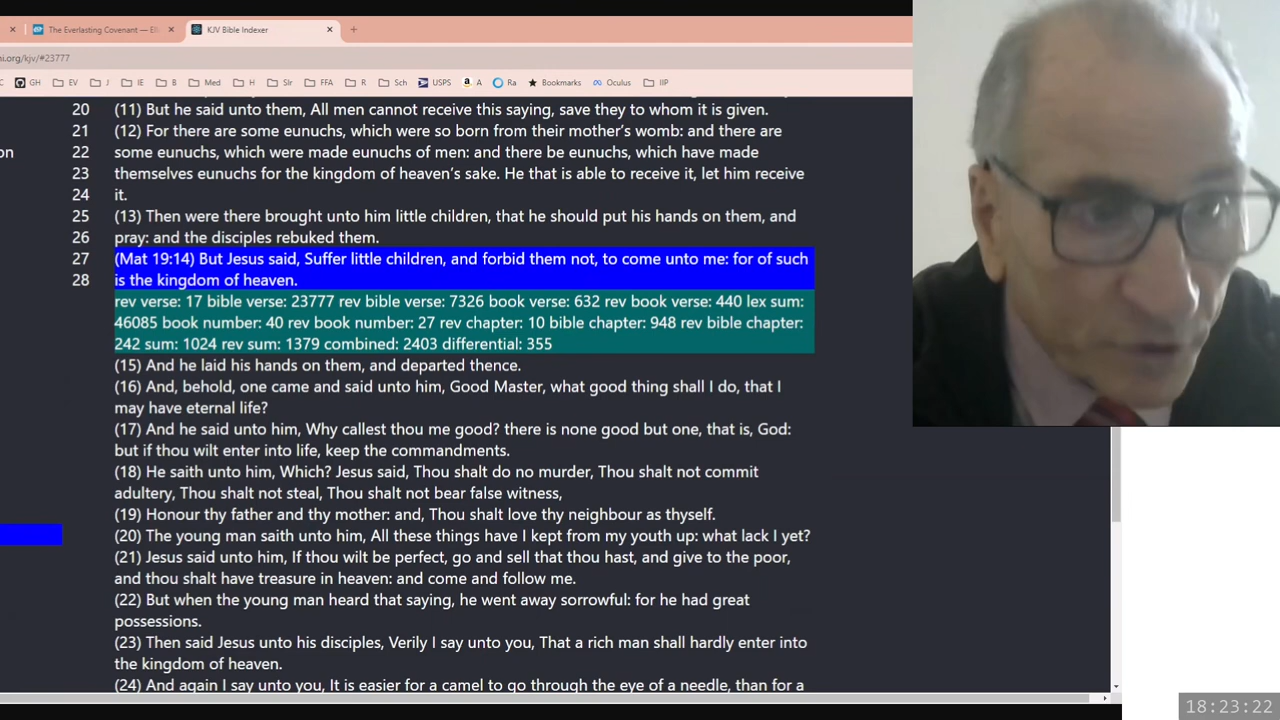 The Everlasting Covenant — El
KJV Bible Indexer
ni.org/kjv/#23777
GH EV J IE B Med H Slr FFA R Sch USPS A Ra Bookmarks Oculus IIP
20 (11) But he said unto them, All men cannot receive this saying, save they to whom it is given.
21 (12) For there are some eunuchs, which were so born from their mother's womb: and there are
on 22 some eunuchs, which were made eunuchs of men: and there be eunuchs, which have made
23 themselves eunuchs for the kingdom of heaven's sake. He that is able to receive it, let him receive
24 it.
25 (13) Then were there brought unto him little children, that he should put his hands on them, and
26 pray: and the disciples rebuked them.
27 (Mat 19:14) But Jesus said, Suffer little children, and forbid them not, to come unto me: for of such
28 is the kingdom of heaven.
rev verse: 17 bible verse: 23777 rev bible verse: 7326 book verse: 632 rev book verse: 440 lex sum:
46085 book number: 40 rev book number: 27 rev chapter: 10 bible chapter: 948 rev bible chapter:
242 sum: 1024 rev sum: 1379 combined: 2403 differential: 355
(15) And he laid his hands on them, and departed thence.
(16) And, behold, one came and said unto him, Good Master, what good thing shall I do, that I
may have eternal life?
(17) And he said unto him, Why callest thou me good? there is none good but one, that is, God:
but if thou wilt enter into life, keep the commandments.
(18) He saith unto him, Which? Jesus said, Thou shalt do no murder, Thou shalt not commit
adultery, Thou shalt not steal, Thou shalt not bear false witness,
(19) Honour thy father and thy mother: and, Thou shalt love thy neighbour as thyself.
(20) The young man saith unto him, All these things have I kept from my youth up: what lack I yet?
(21) Jesus said unto him, If thou wilt be perfect, go and sell that thou hast, and give to the poor,
and thou shalt have treasure in heaven: and come and follow me.
(22) But when the young man heard that saying, he went away sorrowful: for he had great
possessions.
(23) Then said Jesus unto his disciples, Verily I say unto you, That a rich man shall hardly enter into
the kingdom of heaven.
(24) And again I say unto you, It is easier for a camel to go through the eye of a needle, than for a
18:23:22